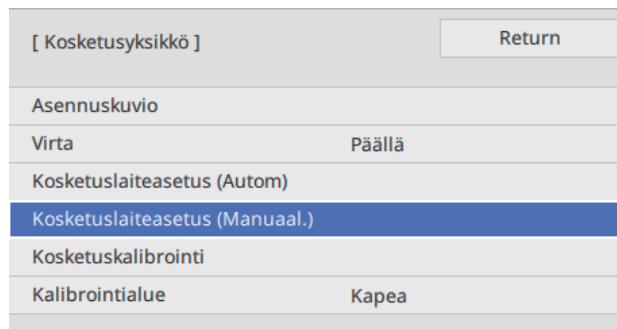 [ Kosketusyksikkö ] Return
Asennuskuvio
Virta Päällä
Kosketuslaiteasetus (Autom)
Kosketuslaiteasetus (Manuaal.)
Kosketuskalibrointi
Kalibrointialue Kapea